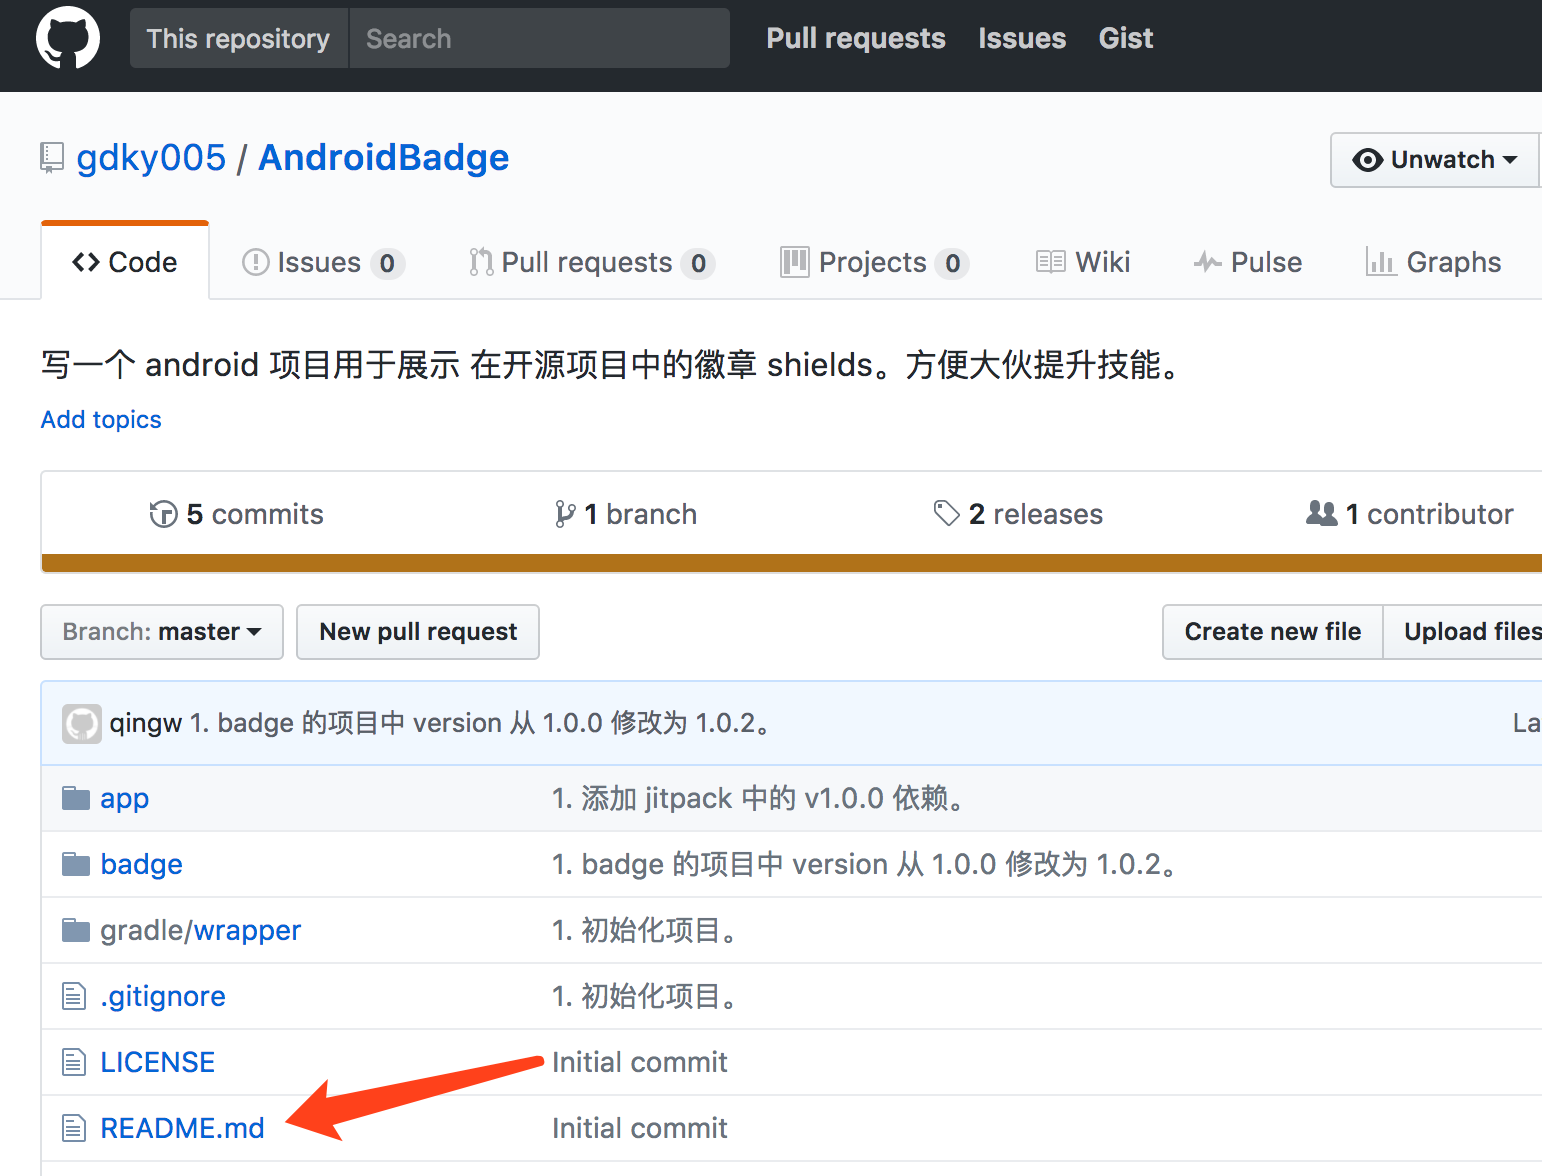 This repository Search Pull requests Issues Gist
gdky005 / AndroidBadge Unwatch
Code Issues 0 Pull requests 0 Projects 0 Wiki Pulse Graphs
写一个 android 项目用于展示 在开源项目中的徽章 shields。方便大伙提升技能。
Add topics
5 commits 1 branch 2 releases 1 contributor
Branch: master New pull request Create new file Upload files
qingw 1. badge 的项目中 version 从 1.0.0 修改为 1.0.2。 La
app 1. 添加 jitpack 中的 v1.0.0 依赖。
badge 1. badge 的项目中 version 从 1.0.0 修改为 1.0.2。
gradle/wrapper 1. 初始化项目。
.gitignore 1. 初始化项目。
LICENSE Initial commit
README.md Initial commit